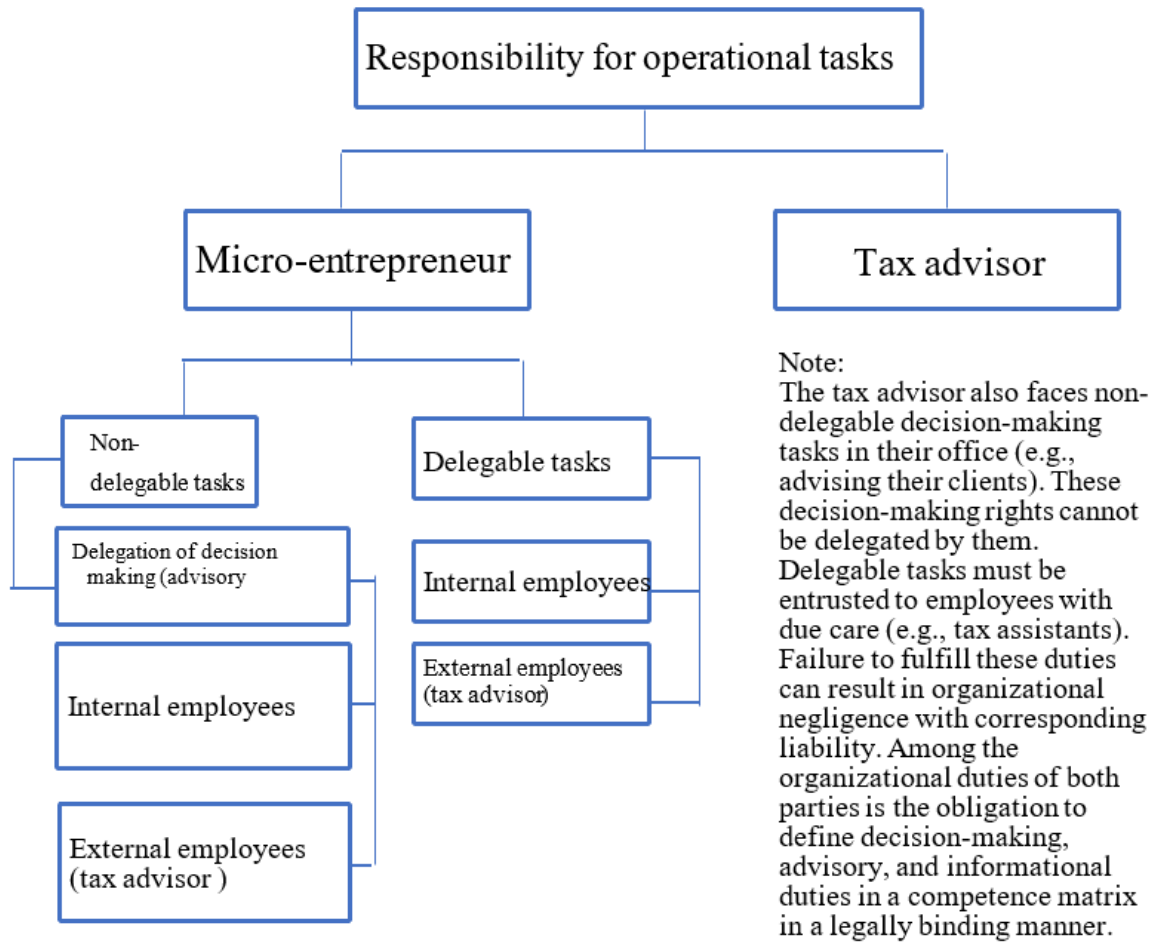 Responsibility for operational tasks
Micro-entrepreneur
Tax advisor
Non-
delegable tasks
Delegable tasks
Delegation of decision
making (advisory
Internal employees
External employees
(tax advisor )
Internal employees
External employees
(tax advisor)
Note:
The tax advisor also faces non-
delegable decision-making
tasks in their office (e.g.,
advising their clients). These
decision-making rights cannot
be delegated by them.
Delegable tasks must be
entrusted to employees with
due care (e.g., tax assistants).
Failure to fulfill these duties
can result in organizational
negligence with corresponding
liability. Among the
organizational duties of both
parties is the obligation to
define decision-making,
advisory, and informational
duties in a competence matrix
in a legally binding manner.